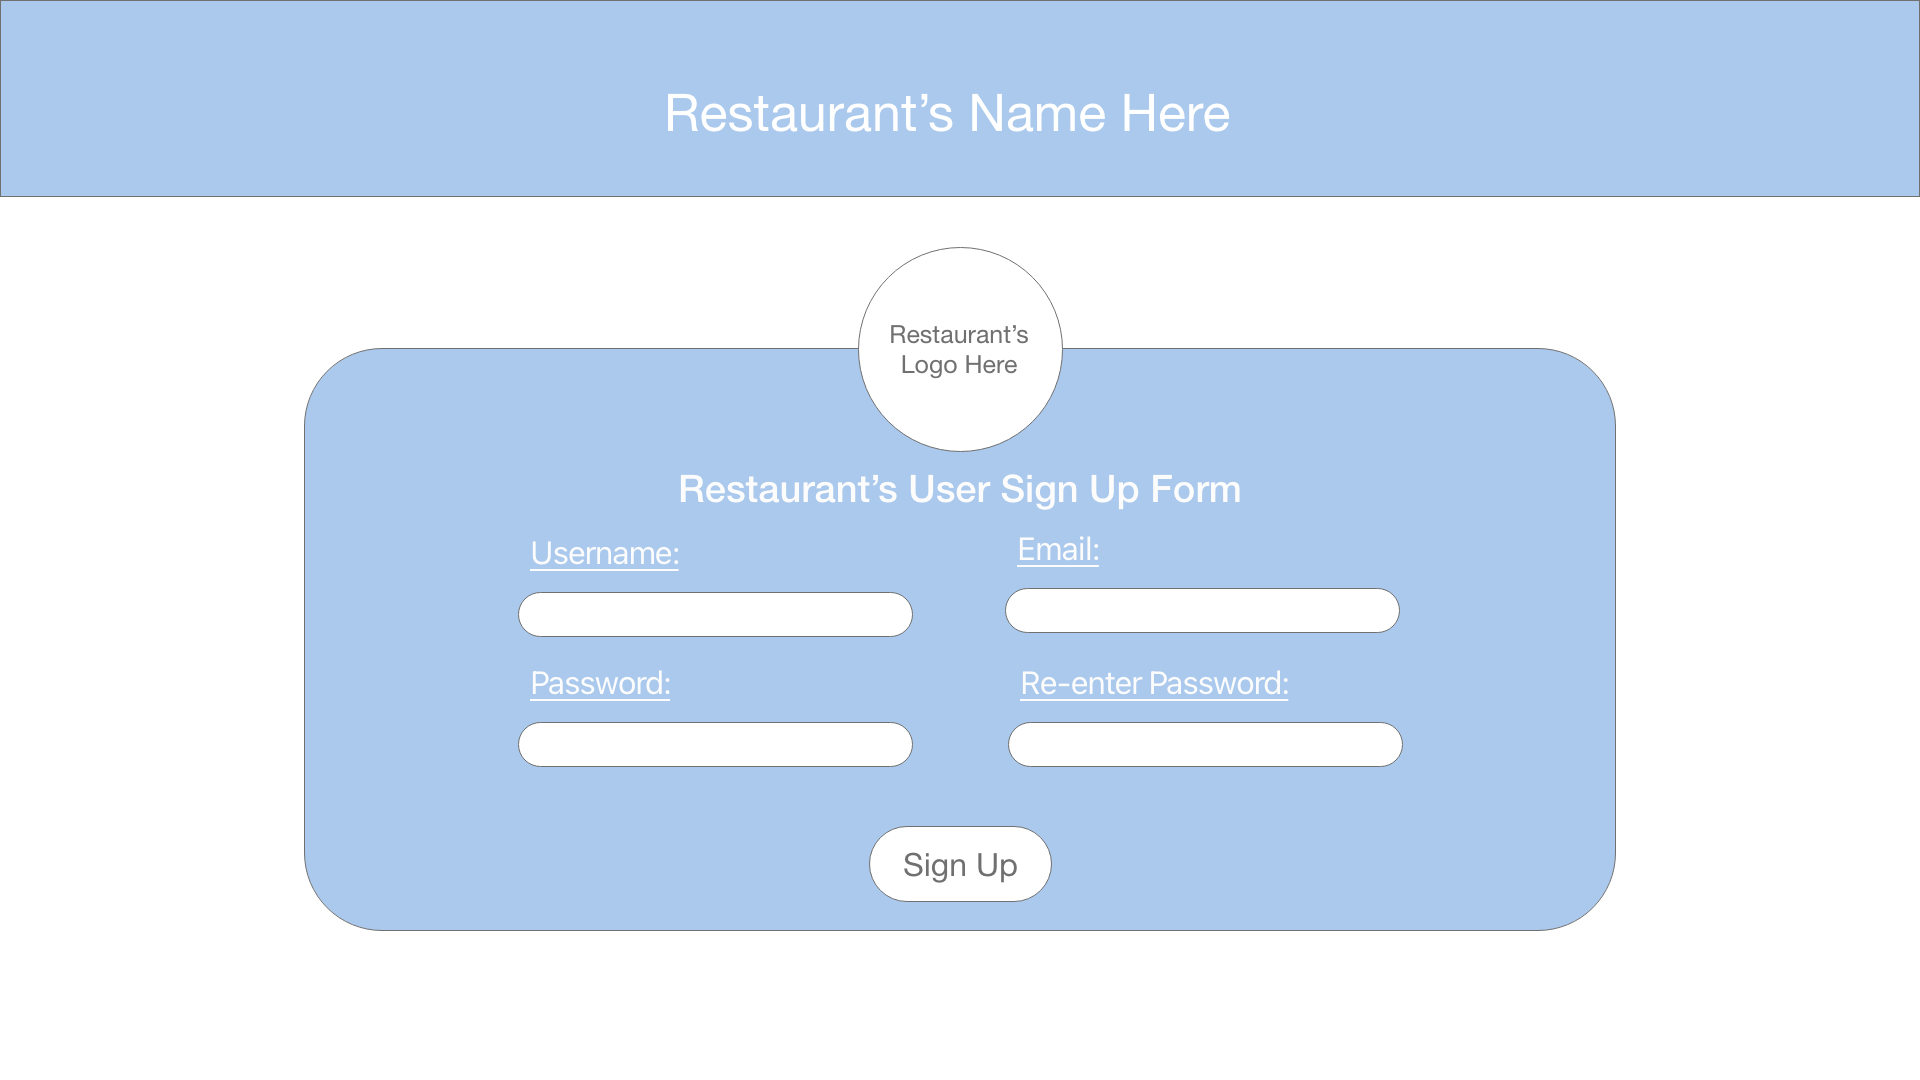 Restaurant’s Name Here
Restaurant’s
Logo Here
Restaurant’s User Sign Up Form
Username:
Email:
Password:
Re-enter Password:
Sign Up